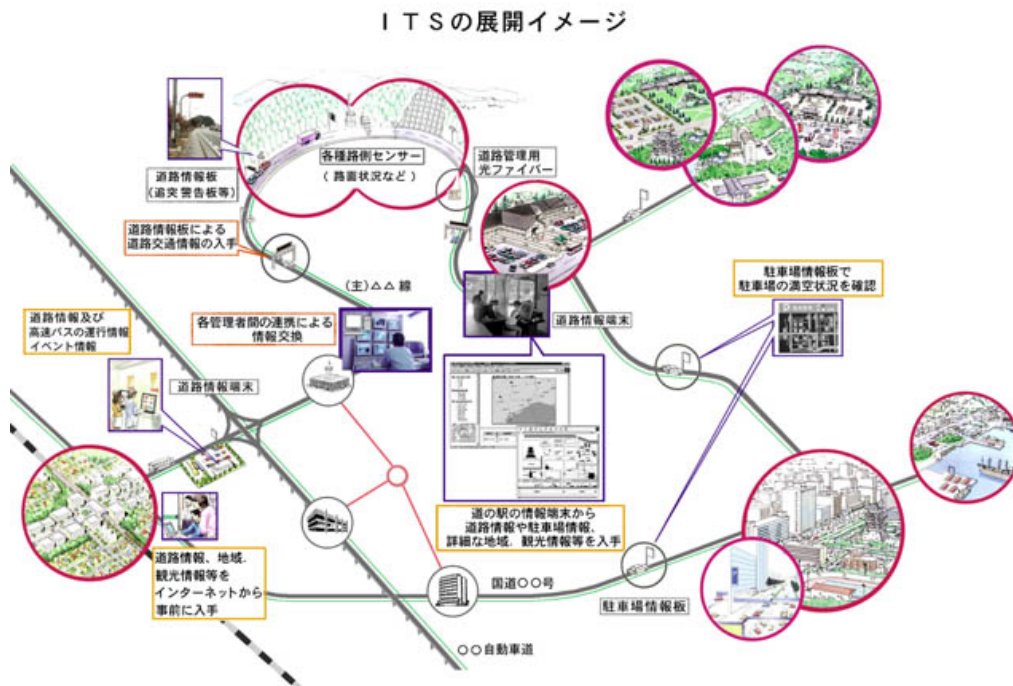 ITSの展開イメージ
各種路側センサー
(路面状況など)
道路管理用
光ファイバー
道路情報板
(追突警告板等)
道路情報板による
道路交通情報の入手
(主)△△線
駐車場情報板で
駐車場の満空状況を確認
道路情報及び
高速バスの運行情報
イベント情報
各管理者間の連携による
情報交換
道路情報端末
道路情報端末
道の駅の情報端末から
道路情報や駐車場情報、
詳細な地域.観光情報等を入手
道路情報、地域.
観光情報等を
インターネットから
事前に入手
国道○○号
駐車場情報板
○○自動車道